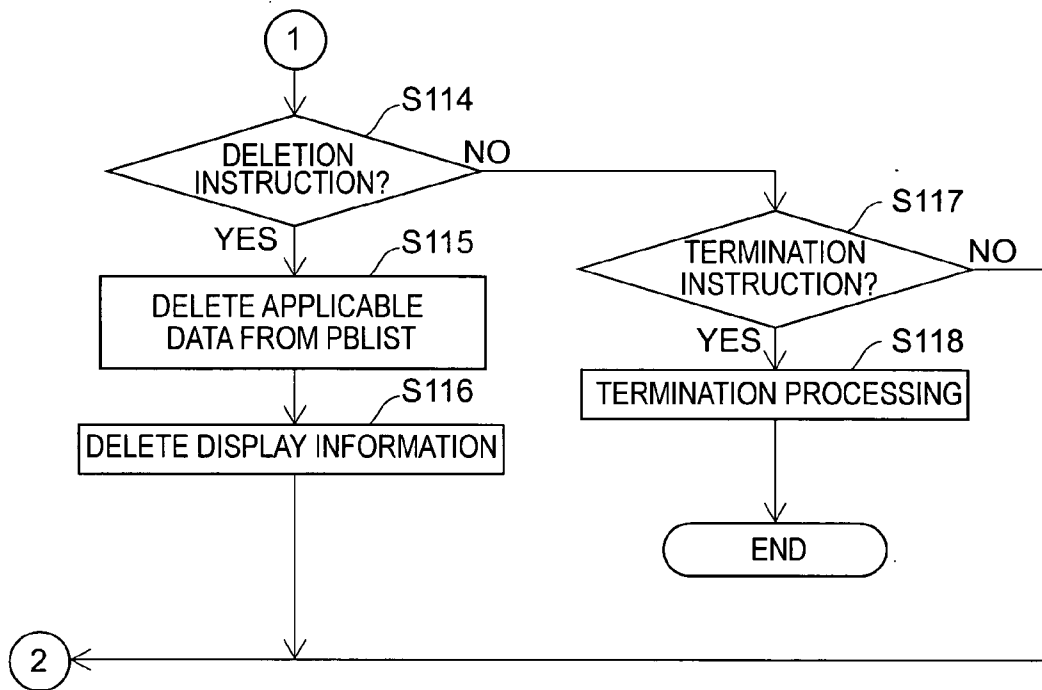 1
S114
DELETION
INSTRUCTION?
NO
YES
S115
DELETE APPLICABLE
DATA FROM PBLIST
S116
DELETE DISPLAY INFORMATION
S117
TERMINATION
INSTRUCTION?
NO
YES
S118
TERMINATION PROCESSING
END
2